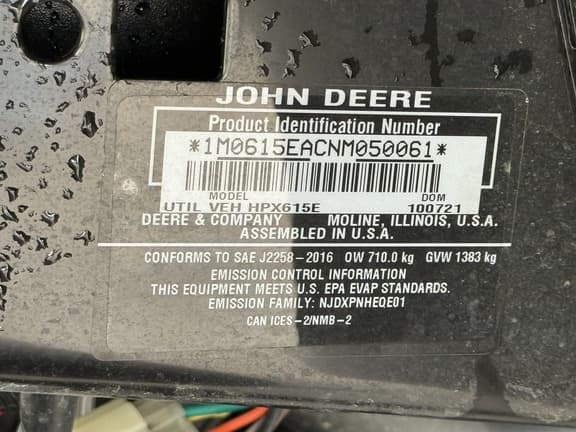 JOHN DEERE
Product Identification Number
*1M0615EACNM050061*
MODEL DOM
UTIL VEH HPX615E 100721
DEERE & COMPANY MOLINE, ILLINOIS, U.S.A.
ASSEMBLED IN U.S.A.
CONFORMS TO SAE J2258-2016 OW 710.0 kg GVW 1383 kg
EMISSION CONTROL INFORMATION
THIS EQUIPMENT MEETS U.S. EPA EVAP STANDARDS.
EMISSION FAMILY: NJDXPNHEQE01
CAN ICES-2/NMB-2